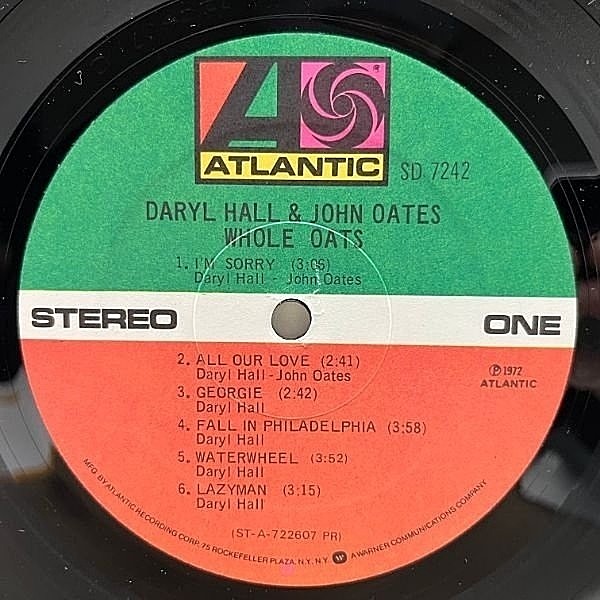 ATLANTIC
SD 7242
DARYL HALL & JOHN OATES
WHOLE OATS
1. I'M SORRY (3:06)
Daryl Hall - John Oates
STEREO
ONE
2. ALL OUR LOVE (2:41)
Daryl Hall - John Oates
3. GEORGIE (2:42)
Daryl Hall
4. FALL IN PHILADELPHIA (3:58)
Daryl Hall
5. WATERWHEEL (3:52)
Daryl Hall
6. LAZYMAN (3:15)
Daryl Hall
℗ 1972
ATLANTIC
(ST-A-722607 PR)
MFG. BY ATLANTIC RECORDING CORP., 75 ROCKEFELLER PLAZA, N.Y. N.Y. W A WARNER COMMUNICATIONS COMPANY